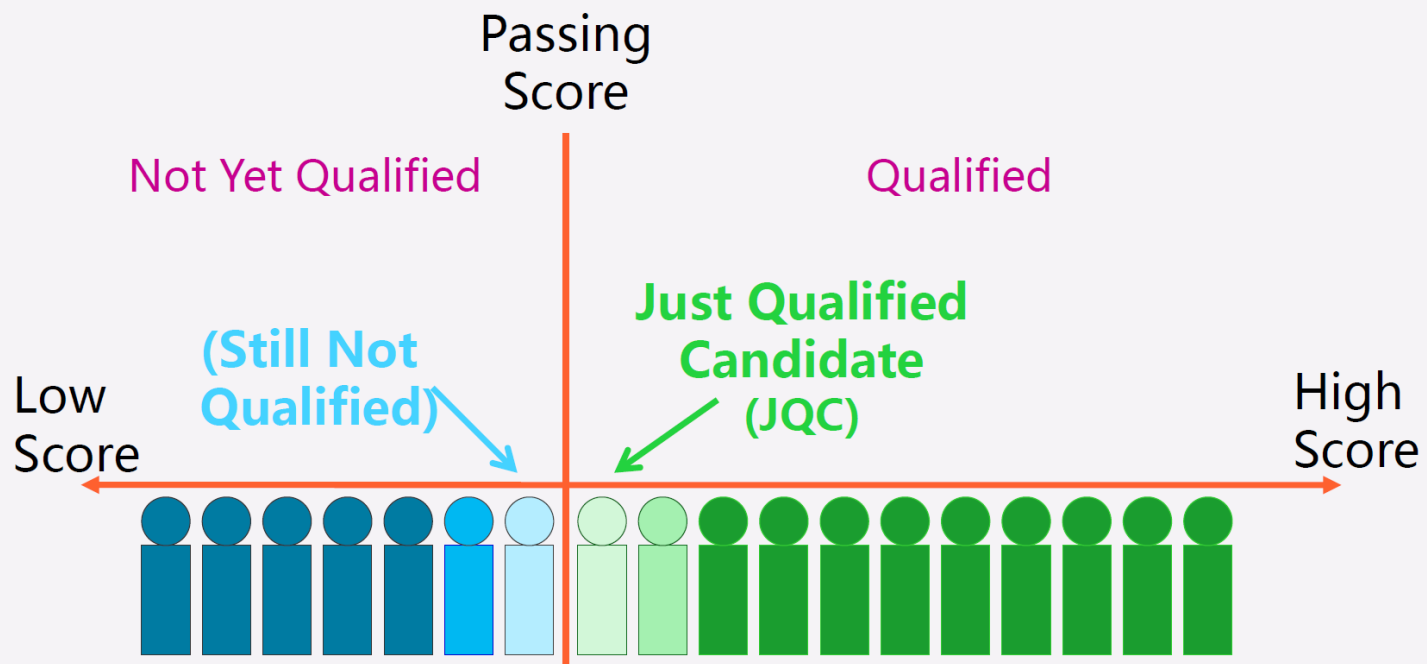 Passing
Score
Not Yet Qualified
Qualified
Just Qualified
Candidate
(JQC)
(Still Not
Qualified)
Low
Score
High
Score